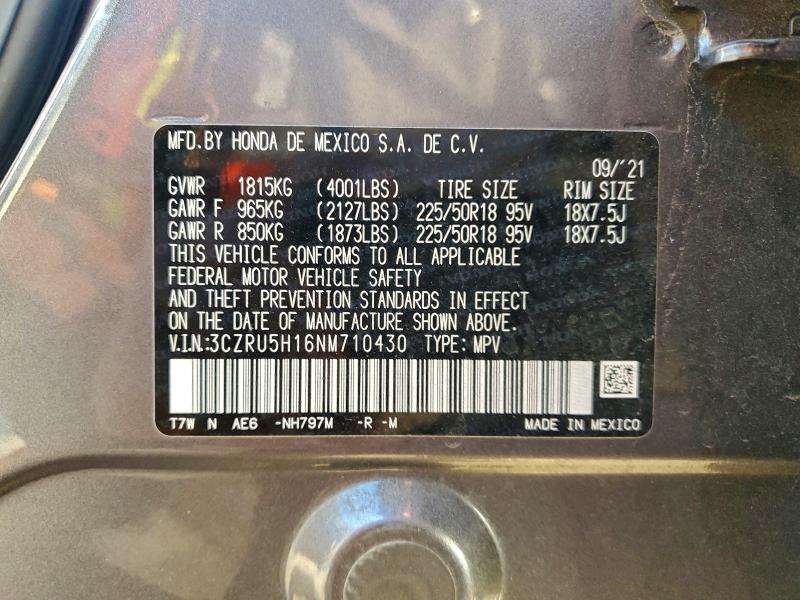 MFD. BY HONDA DE MEXICO S.A. DE C.V.
09/'21
GVWR 1815KG (4001LBS) TIRE SIZE RIM SIZE
GAWR F 965KG (2127LBS) 225/50R18 95V 18X7.5J
GAWR R 850KG (1873LBS) 225/50R18 95V 18X7.5J
THIS VEHICLE CONFORMS TO ALL APPLICABLE
FEDERAL MOTOR VEHICLE SAFETY
AND THEFT PREVENTION STANDARDS IN EFFECT
ON THE DATE OF MANUFACTURE SHOWN ABOVE.
V.I.N.:3CZRU5H16NM710430 TYPE: MPV
T7W N AE6 -NH797M -R -M MADE IN MEXICO